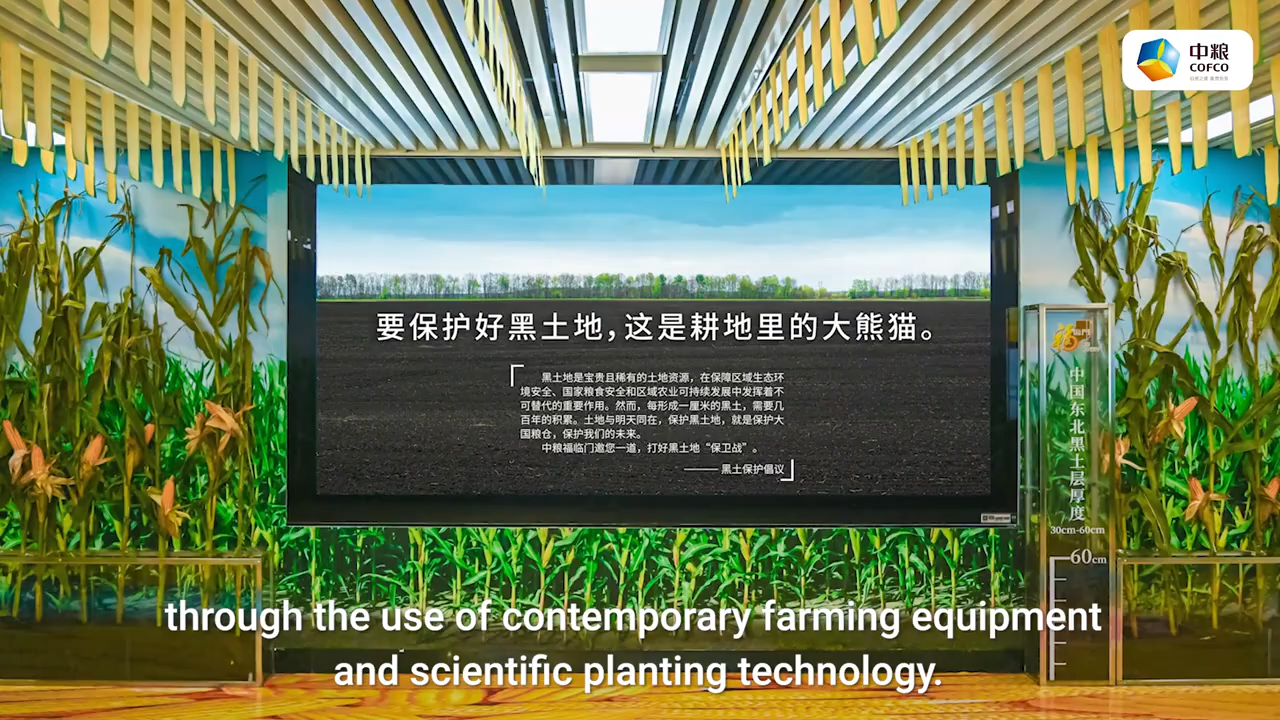 中粮
COFCO
要保护好黑土地，这是耕地里的大熊猫。
黑土地是宝贵且稀有的土地资源，在保障区域生态环
境安全、国家粮食安全和区域农业可持续发展中发挥着不
可替代的重要作用。然而，每形成一厘米的黑土，需要几
百年的积累。土地与明天同在，保护黑土地，就是保护大
国粮仓，保护我们的未来。
中粮福临门邀您一道，打好黑土地“保卫战”。
——黑土保护倡议
中国东北黑土层厚度
30cm-60cm
60cm
through the use of contemporary farming equipment
and scientific planting technology.